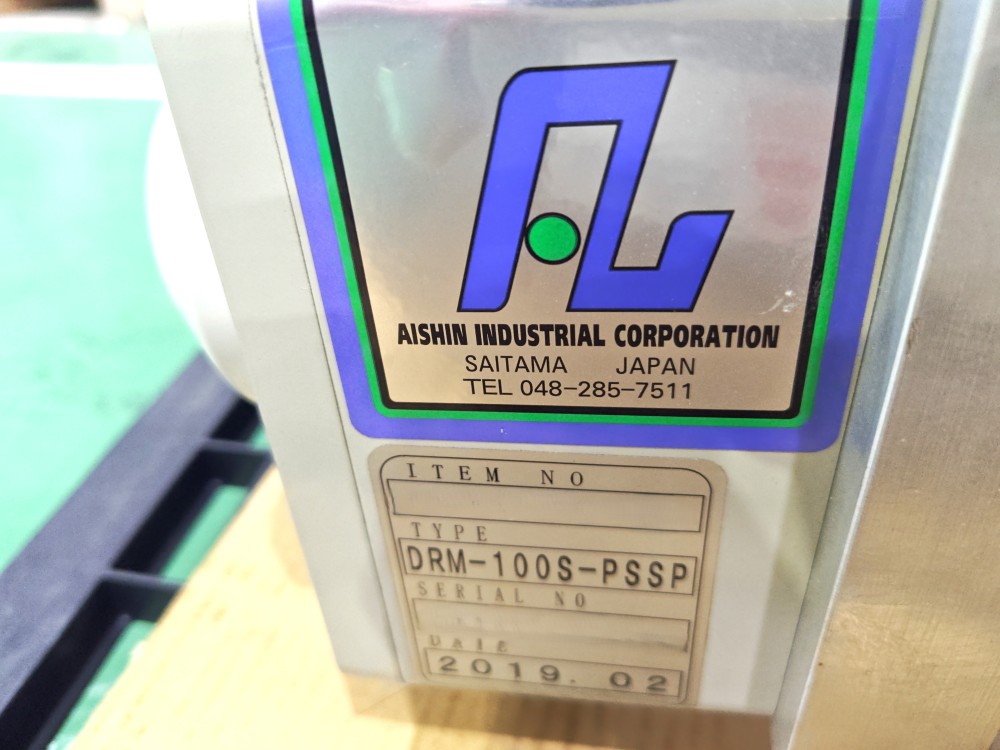 AISHIN INDUSTRIAL CORPORATION
SAITAMA JAPAN
TEL 048-285-7511
ITEM NO
TYPE
DRM-100S-PSSP
SERIAL NO
DATE
2019.02